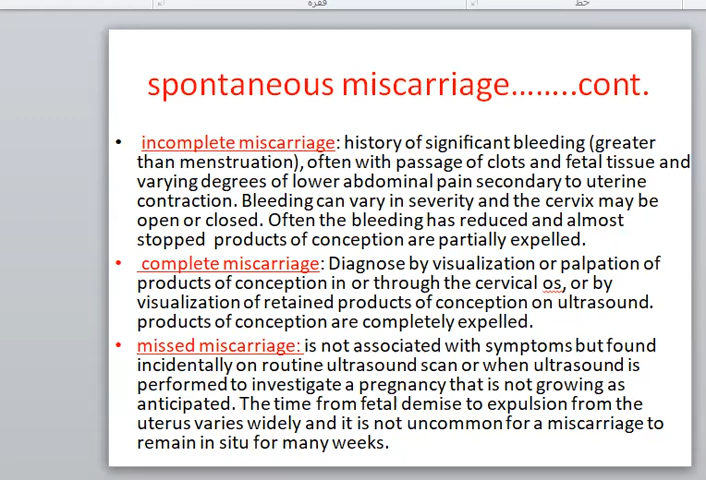 فقرة
خط
spontaneous miscarriage........cont.
• incomplete miscarriage: history of significant bleeding (greater
than menstruation), often with passage of clots and fetal tissue and
varying degrees of lower abdominal pain secondary to uterine
contraction. Bleeding can vary in severity and the cervix may be
open or closed. Often the bleeding has reduced and almost
stopped products of conception are partially expelled.
• complete miscarriage: Diagnose by visualization or palpation of
products of conception in or through the cervical os, or by
visualization of retained products of conception on ultrasound.
products of conception are completely expelled.
• missed miscarriage: is not associated with symptoms but found
incidentally on routine ultrasound scan or when ultrasound is
performed to investigate a pregnancy that is not growing as
anticipated. The time from fetal demise to expulsion from the
uterus varies widely and it is not uncommon for a miscarriage to
remain in situ for many weeks.